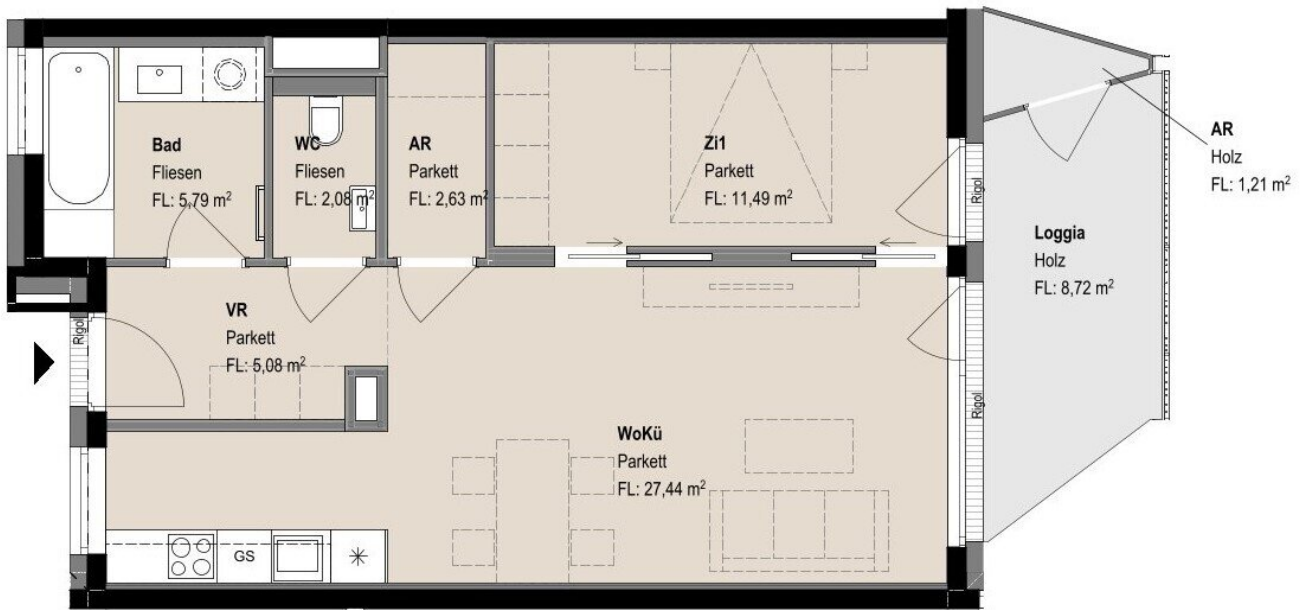 Bad
Fliesen
FL: 5,79 m²
WC
Fliesen
FL: 2,08 m²
AR
Parkett
FL: 2,63 m²
Zi1
Parkett
FL: 11,49 m²
Rigol
AR
Holz
FL: 1,21 m²
Loggia
Holz
FL: 8,72 m²
VR
Parkett
FL: 5,08 m²
Rigol
WoKü
Parkett
FL: 27,44 m²
Rigol
GS